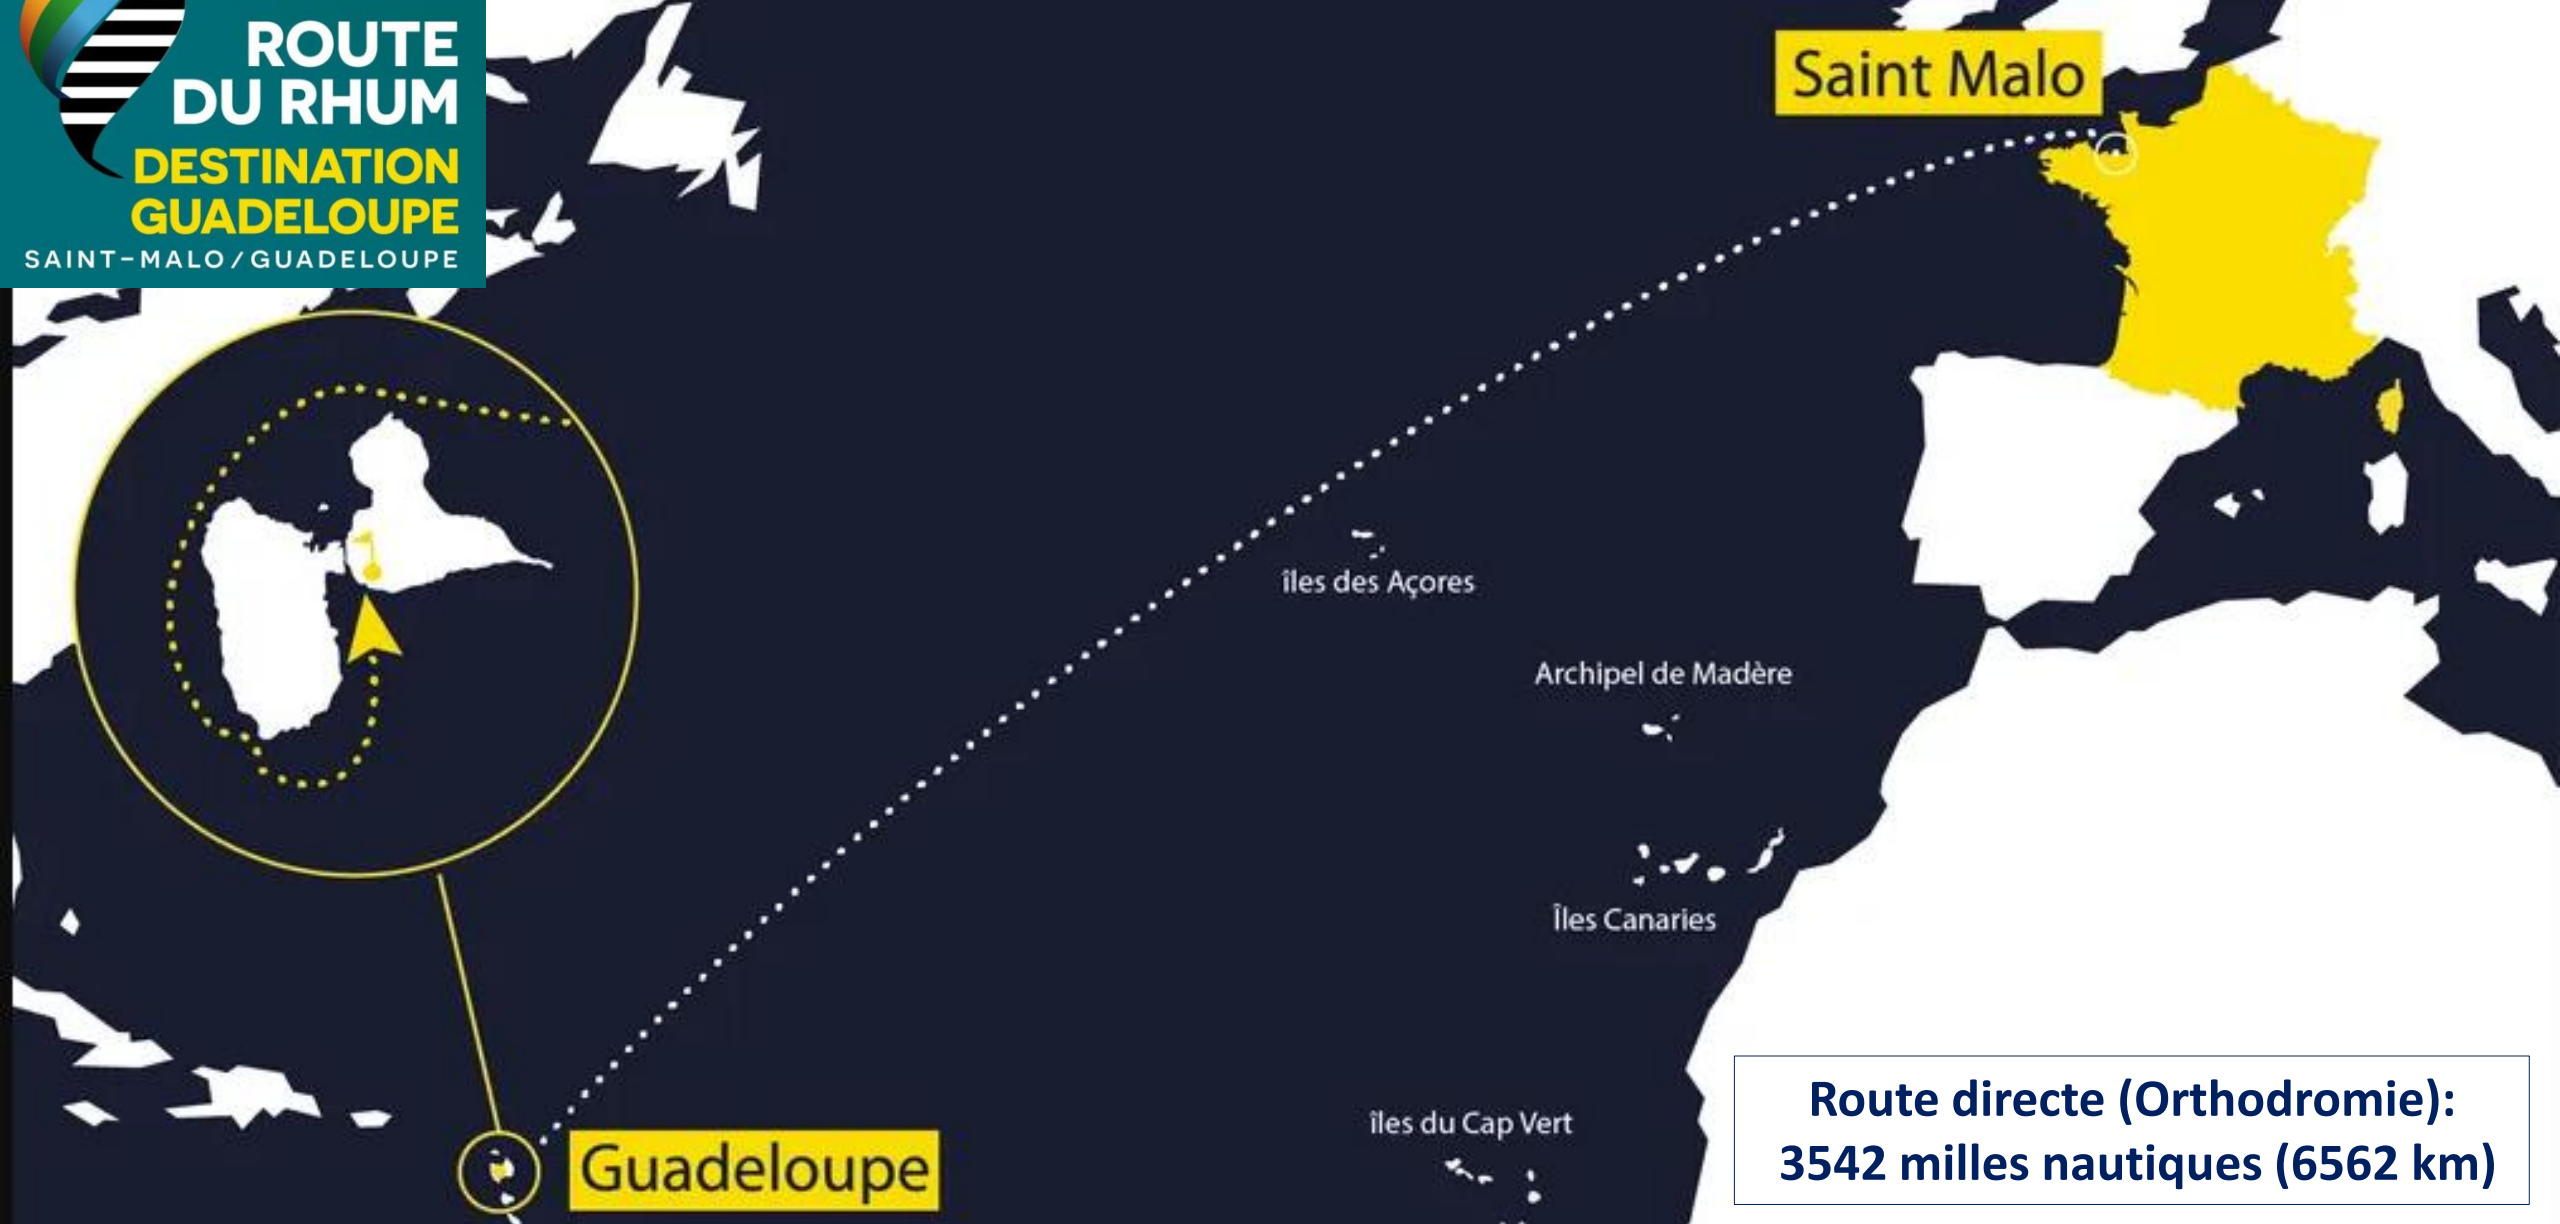 ROUTE
DU RHUM
DESTINATION
GUADELOUPE
SAINT-MALO/GUADELOUPE
Saint Malo
îles des Açores
Archipel de Madère
Îles Canaries
îles du Cap Vert
Guadeloupe
Route directe (Orthodromie):
3542 milles nautiques (6562 km)